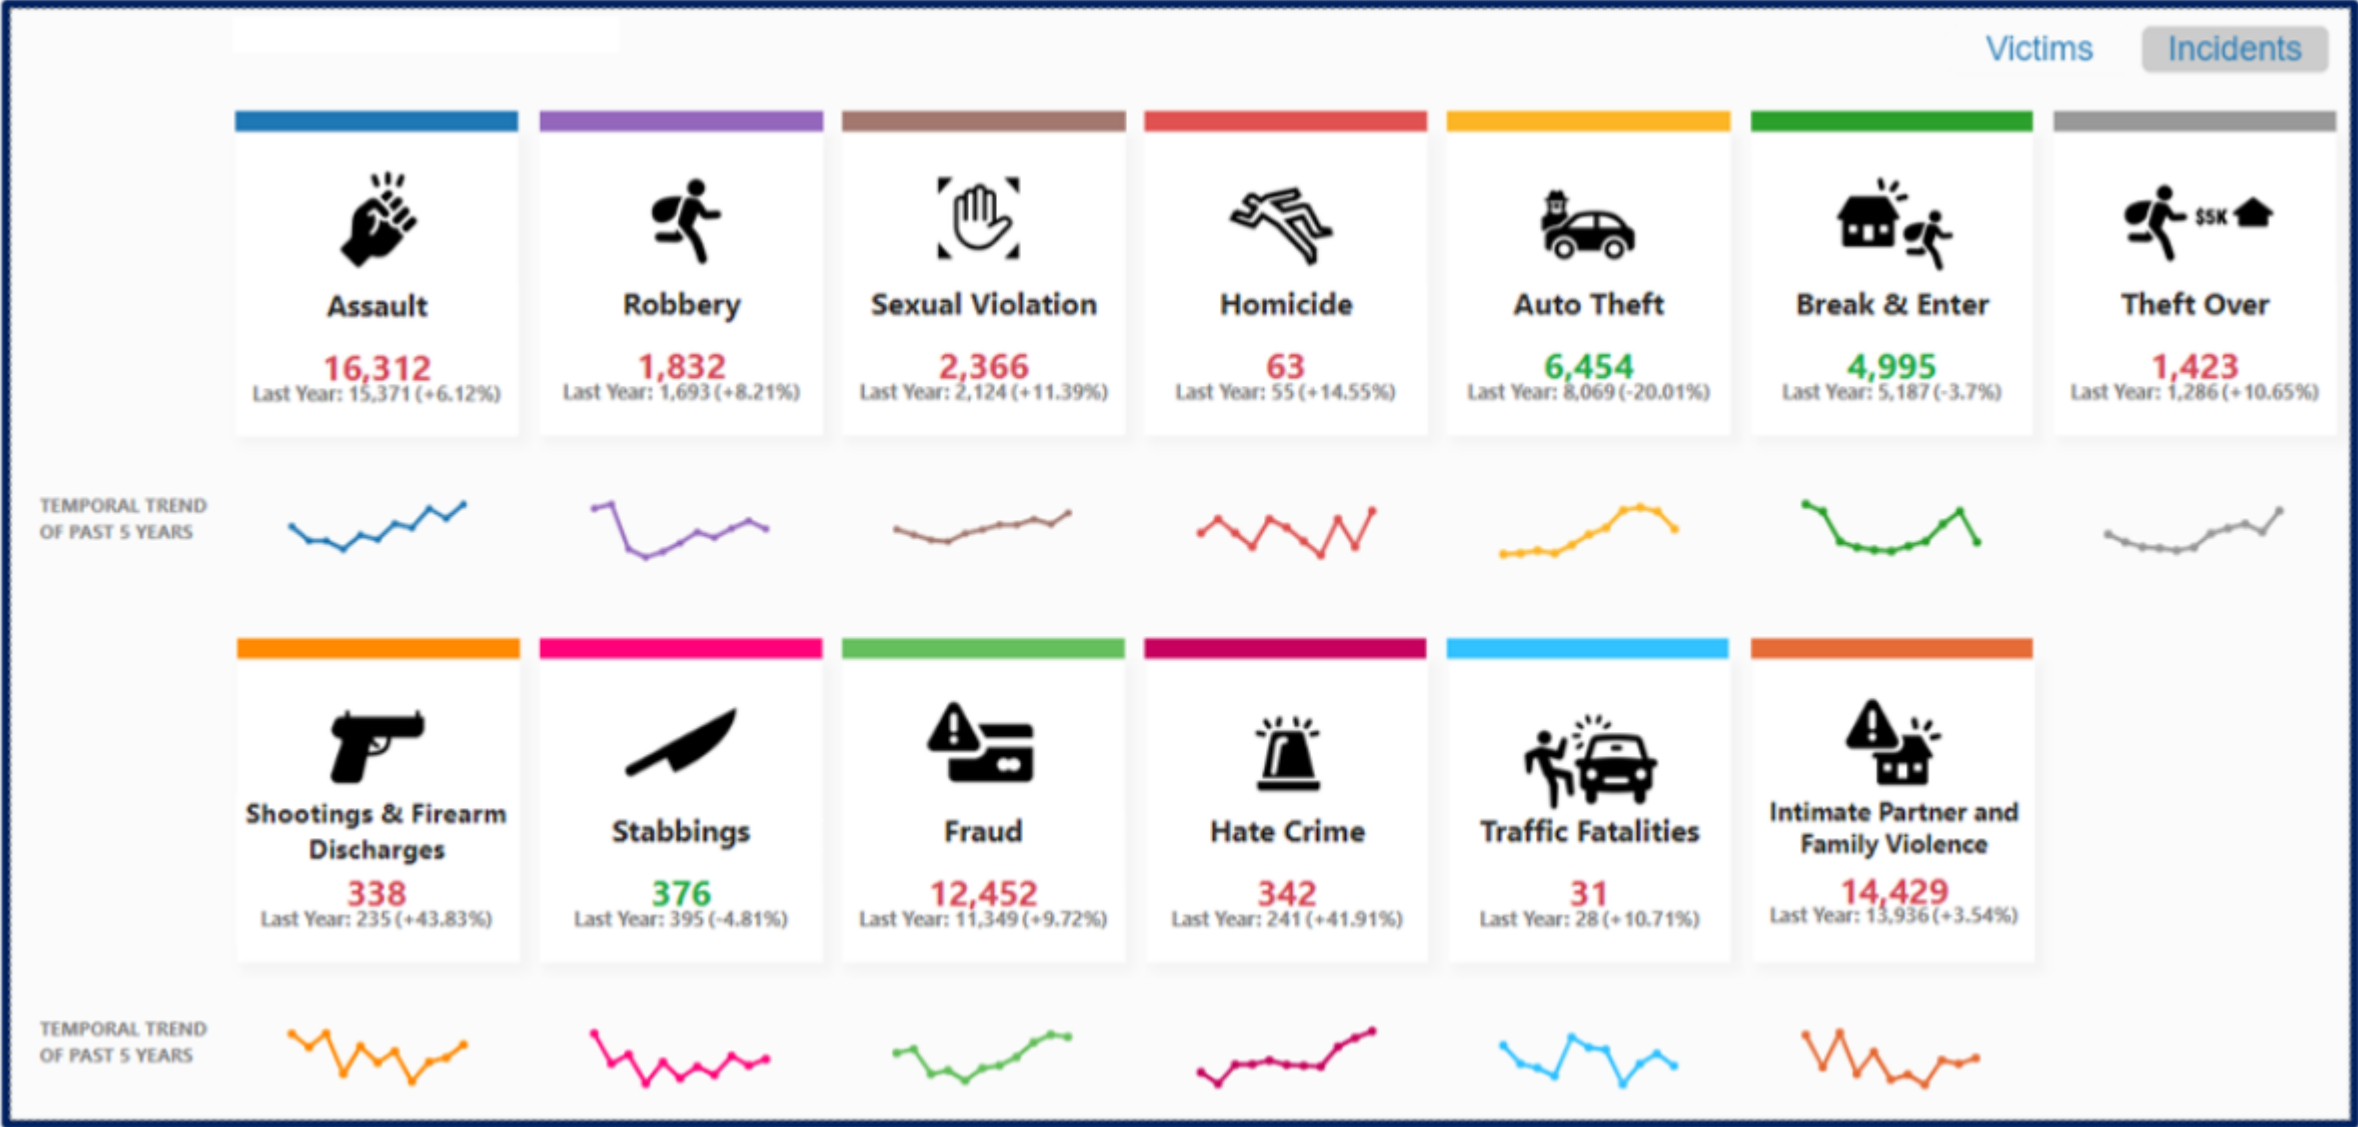 Victims Incidents
Assault
16,312
Last Year: 15,371 (+6.12%)
Robbery
1,832
Last Year: 1,693 (+8.21%)
Sexual Violation
2,366
Last Year: 2,124 (+11.39%)
Homicide
63
Last Year: 55 (+14.55%)
Auto Theft
6,454
Last Year: 8,069 (-20.01%)
Break & Enter
4,995
Last Year: 5,187 (-3.7%)
$5K
Theft Over
1,423
Last Year: 1,286 (+10.65%)
TEMPORAL TREND
OF PAST 5 YEARS
Shootings & Firearm
Discharges
338
Last Year: 235 (+43.83%)
Stabbings
376
Last Year: 395 (-4.81%)
Fraud
12,452
Last Year: 11,349 (+9.72%)
Hate Crime
342
Last Year: 241 (+41.91%)
Traffic Fatalities
31
Last Year: 28 (+10.71%)
Intimate Partner and
Family Violence
14,429
Last Year: 13,936 (+3.54%)
TEMPORAL TREND
OF PAST 5 YEARS